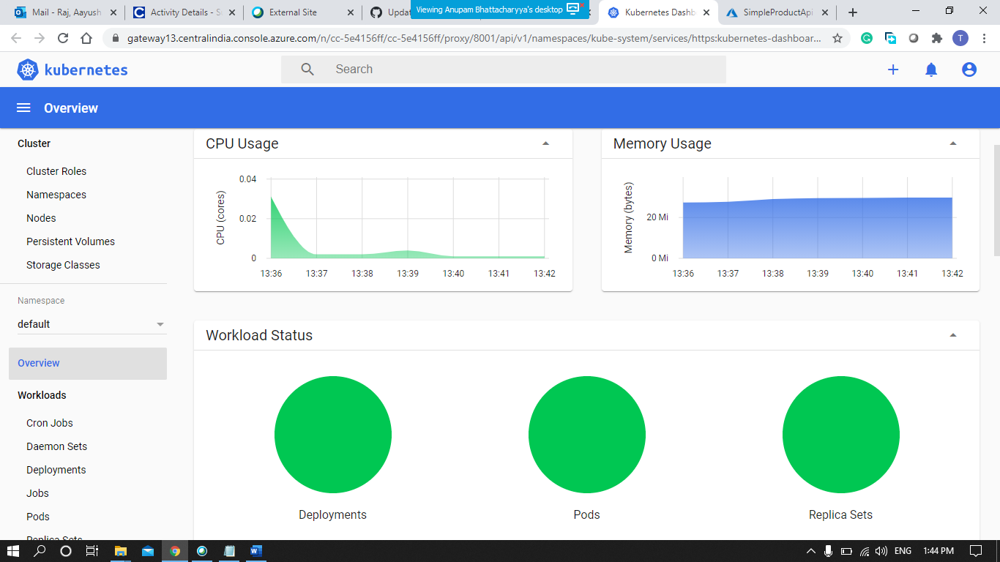 Mail - Raj, Aayush
Activity Details - S
External Site
Updat
Viewing Anupam Bhattacharyya's desktop
Kubernetes Dashb
SimpleProductApi
gateway13.centralindia.console.azure.com/n/cc-5e4156ff/cc-5e4156ff/proxy/8001/api/v1/namespaces/kube-system/services/https:kubernetes-dashboar...
T
kubernetes
Search
Overview
Cluster
Cluster Roles
Namespaces
Nodes
Persistent Volumes
Storage Classes
Namespace
default
Overview
Workloads
Cron Jobs
Daemon Sets
Deployments
Jobs
Pods
Replica Sets
CPU Usage
CPU (cores)
0.04
0.02
0
13:36 13:37 13:38 13:39 13:40 13:41 13:42
Memory Usage
Memory (bytes)
20 Mi
0 Mi
13:36 13:37 13:38 13:39 13:40 13:41 13:42
Workload Status
Deployments
Pods
Replica Sets
ENG
1:44 PM